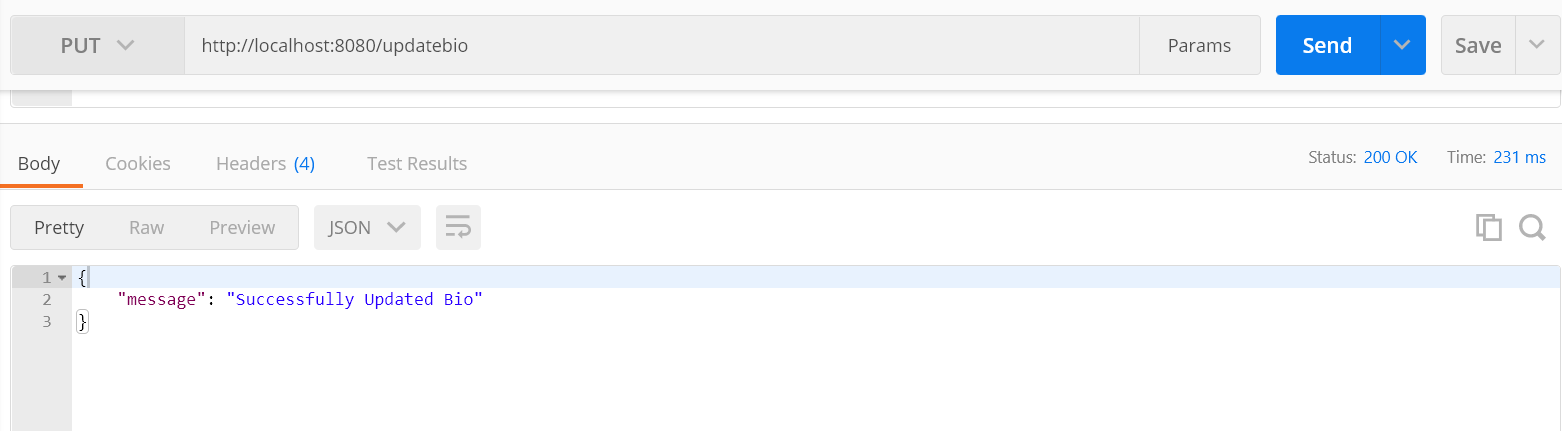 PUT http://localhost:8080/updatebio Params Send Save
Body Cookies Headers (4) Test Results Status: 200 OK Time: 231 ms
Pretty Raw Preview JSON
1 {
2 "message": "Successfully Updated Bio"
3 }